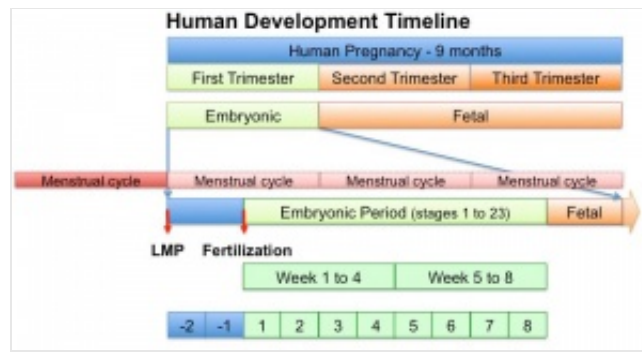 Human Development Timeline
Human Pregnancy - 9 months
First Trimester Second Trimester Third Trimester
Embryonic Fetal
Menstrual cycle Menstrual cycle Menstrual cycle Menstrual cycle
Embryonic Period (stages 1 to 23) Fetal
LMP Fertilization
Week 1 to 4 Week 5 to 8
-2 -1 1 2 3 4 5 6 7 8